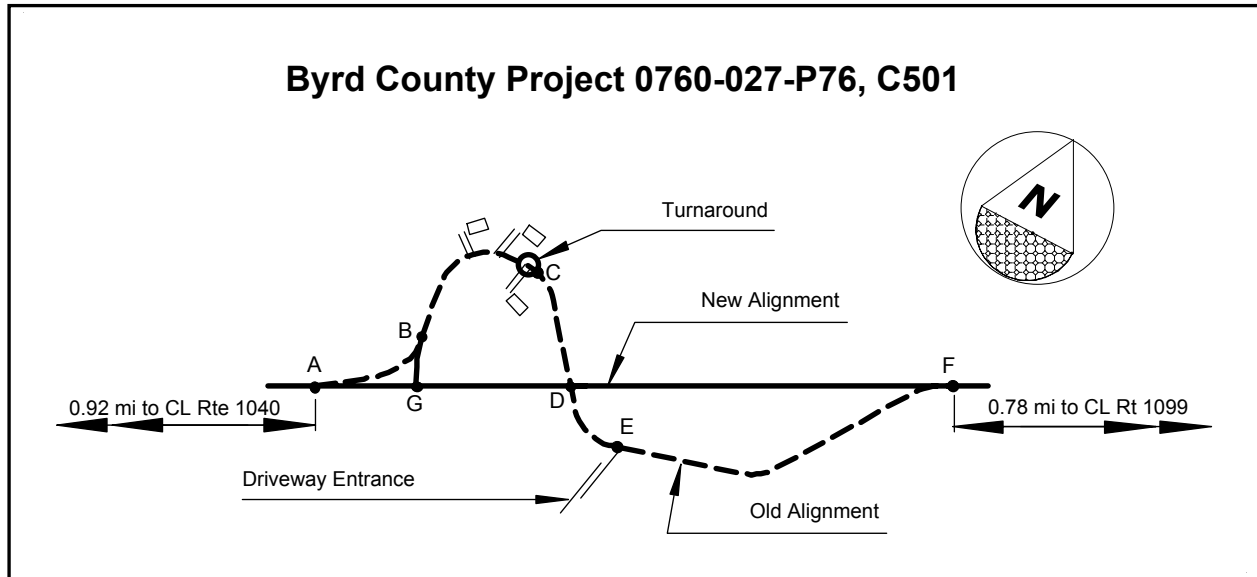 Byrd County Project 0760-027-P76, C501
Turnaround
N
C
New Alignment
B
A
F
0.92 mi to CL Rte 1040
G
D
0.78 mi to CL Rt 1099
E
Driveway Entrance
Old Alignment